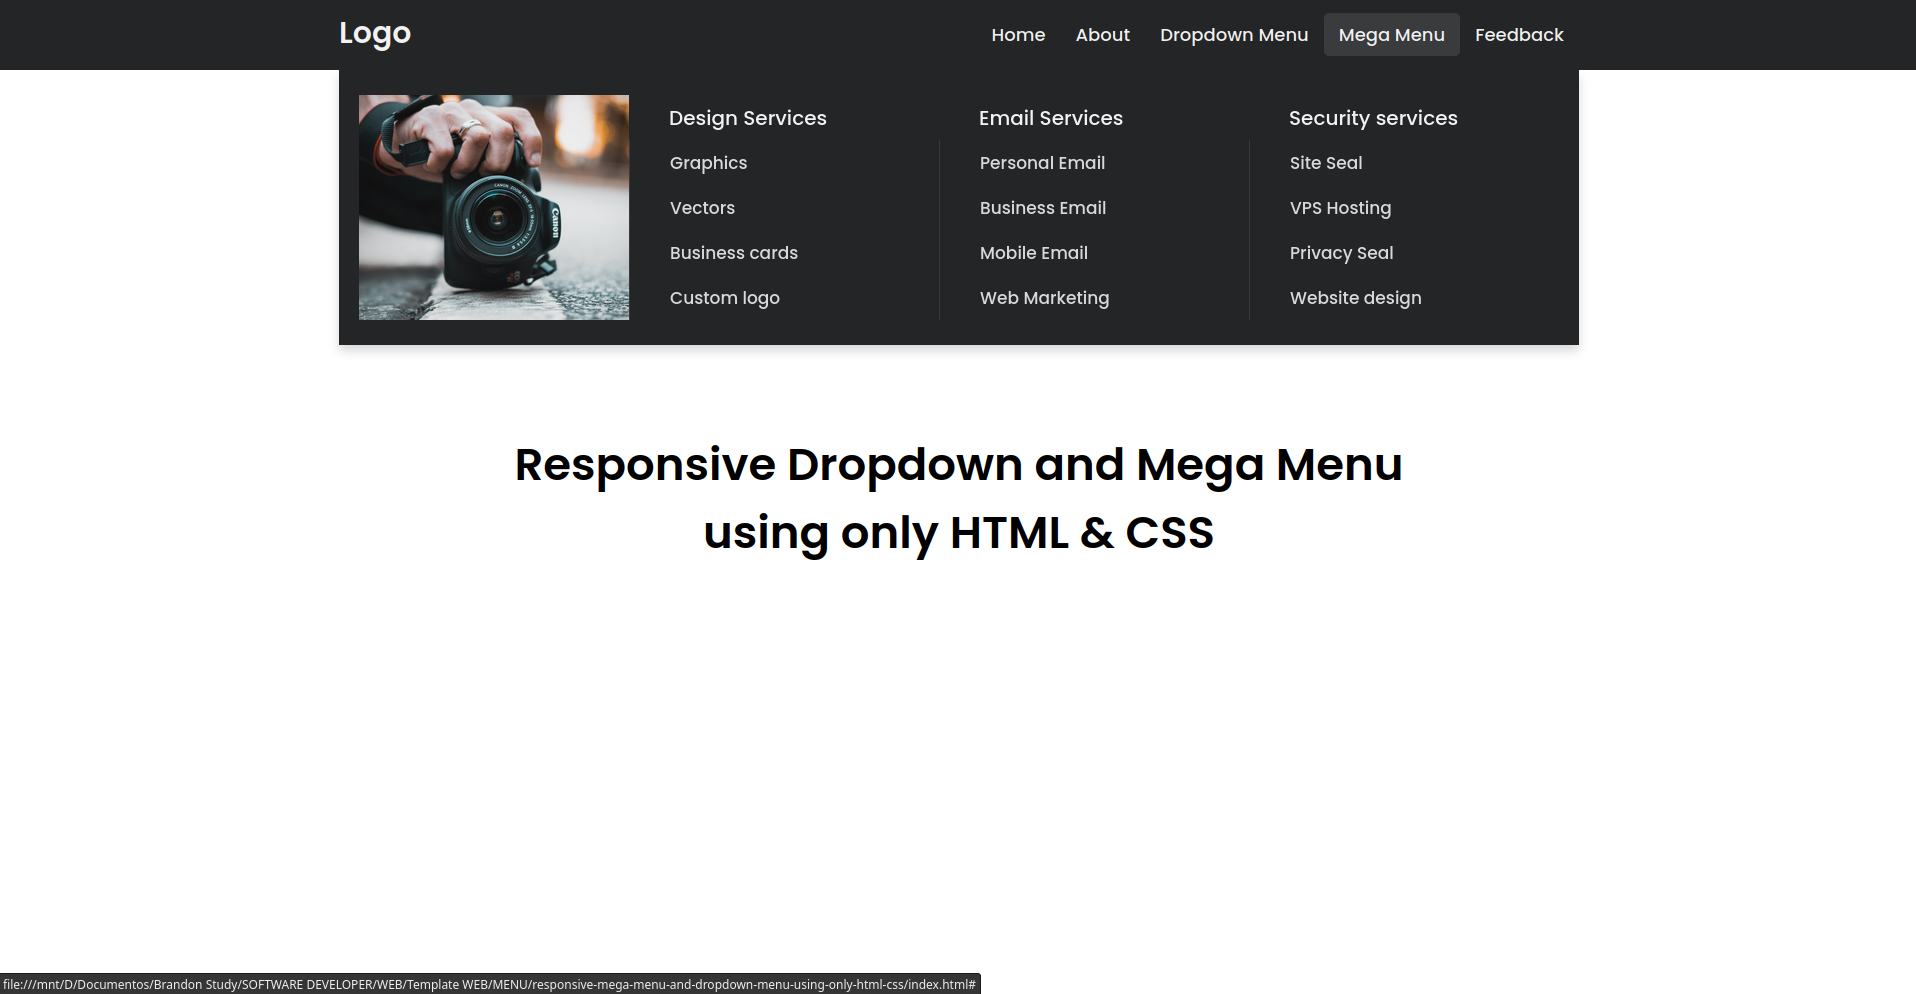 Logo
Home About Dropdown Menu Mega Menu Feedback
Design Services
Graphics
Vectors
Business cards
Custom logo
Email Services
Personal Email
Business Email
Mobile Email
Web Marketing
Security services
Site Seal
VPS Hosting
Privacy Seal
Website design
Canon
Responsive Dropdown and Mega Menu
using only HTML & CSS
file:///mnt/D/Documentos/Brandon Study/SOFTWARE DEVELOPER/WEB/Template WEB/MENU/responsive-mega-menu-and-dropdown-menu-using-only-html-css/index.html#